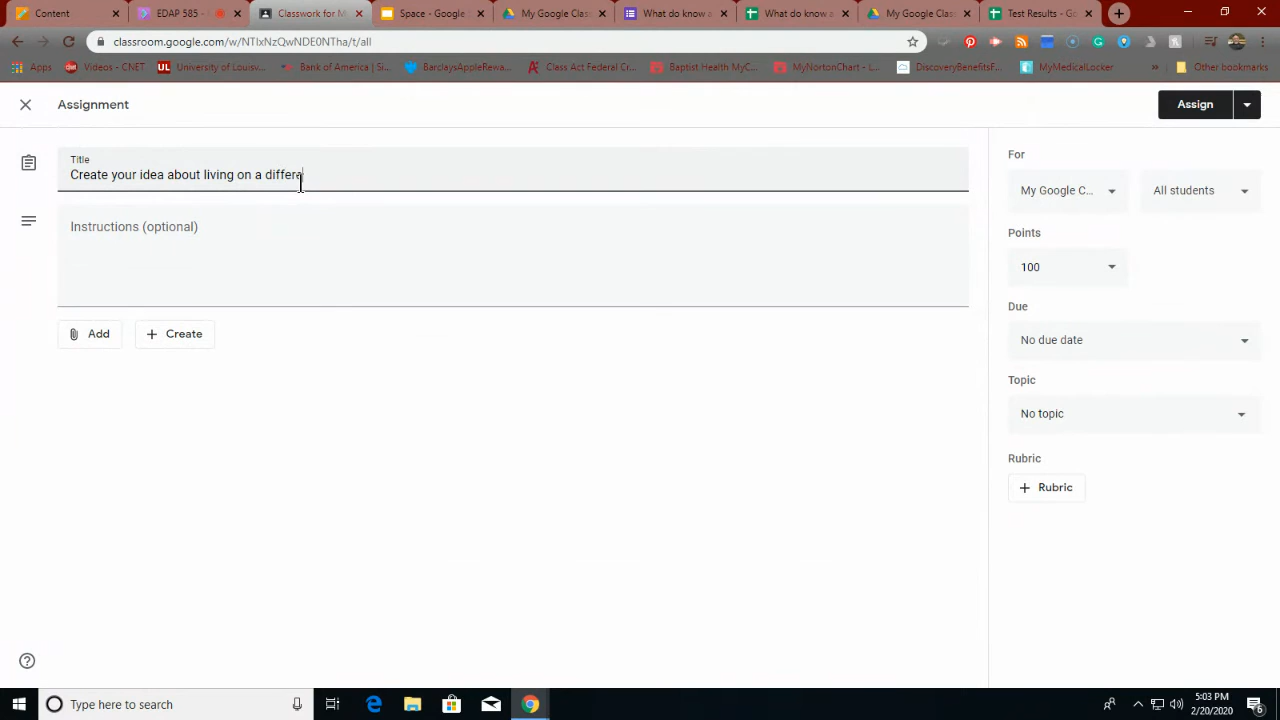 Content
EDAP 585 -
Classwork for M
Space - Google
My Google Clas
What do know a
What do know a
My Google Clas
Test Results - Go
classroom.google.com/w/NTIxNzQwNDE0NTha/t/all
Apps
Videos - CNET
University of Louisv...
Bank of America | Si...
BarclaysAppleRewa...
Class Act Federal Cr...
Baptist Health MyC...
MyNortonChart - L...
DiscoveryBenefitsF...
MyMedicalLocker
»
Other bookmarks
Assignment
Assign
Title
Create your idea about living on a differe
Instructions (optional)
Add
+ Create
For
My Google C...
All students
Points
100
Due
No due date
Topic
No topic
Rubric
+ Rubric
Type here to search
5:03 PM
2/20/2020
6